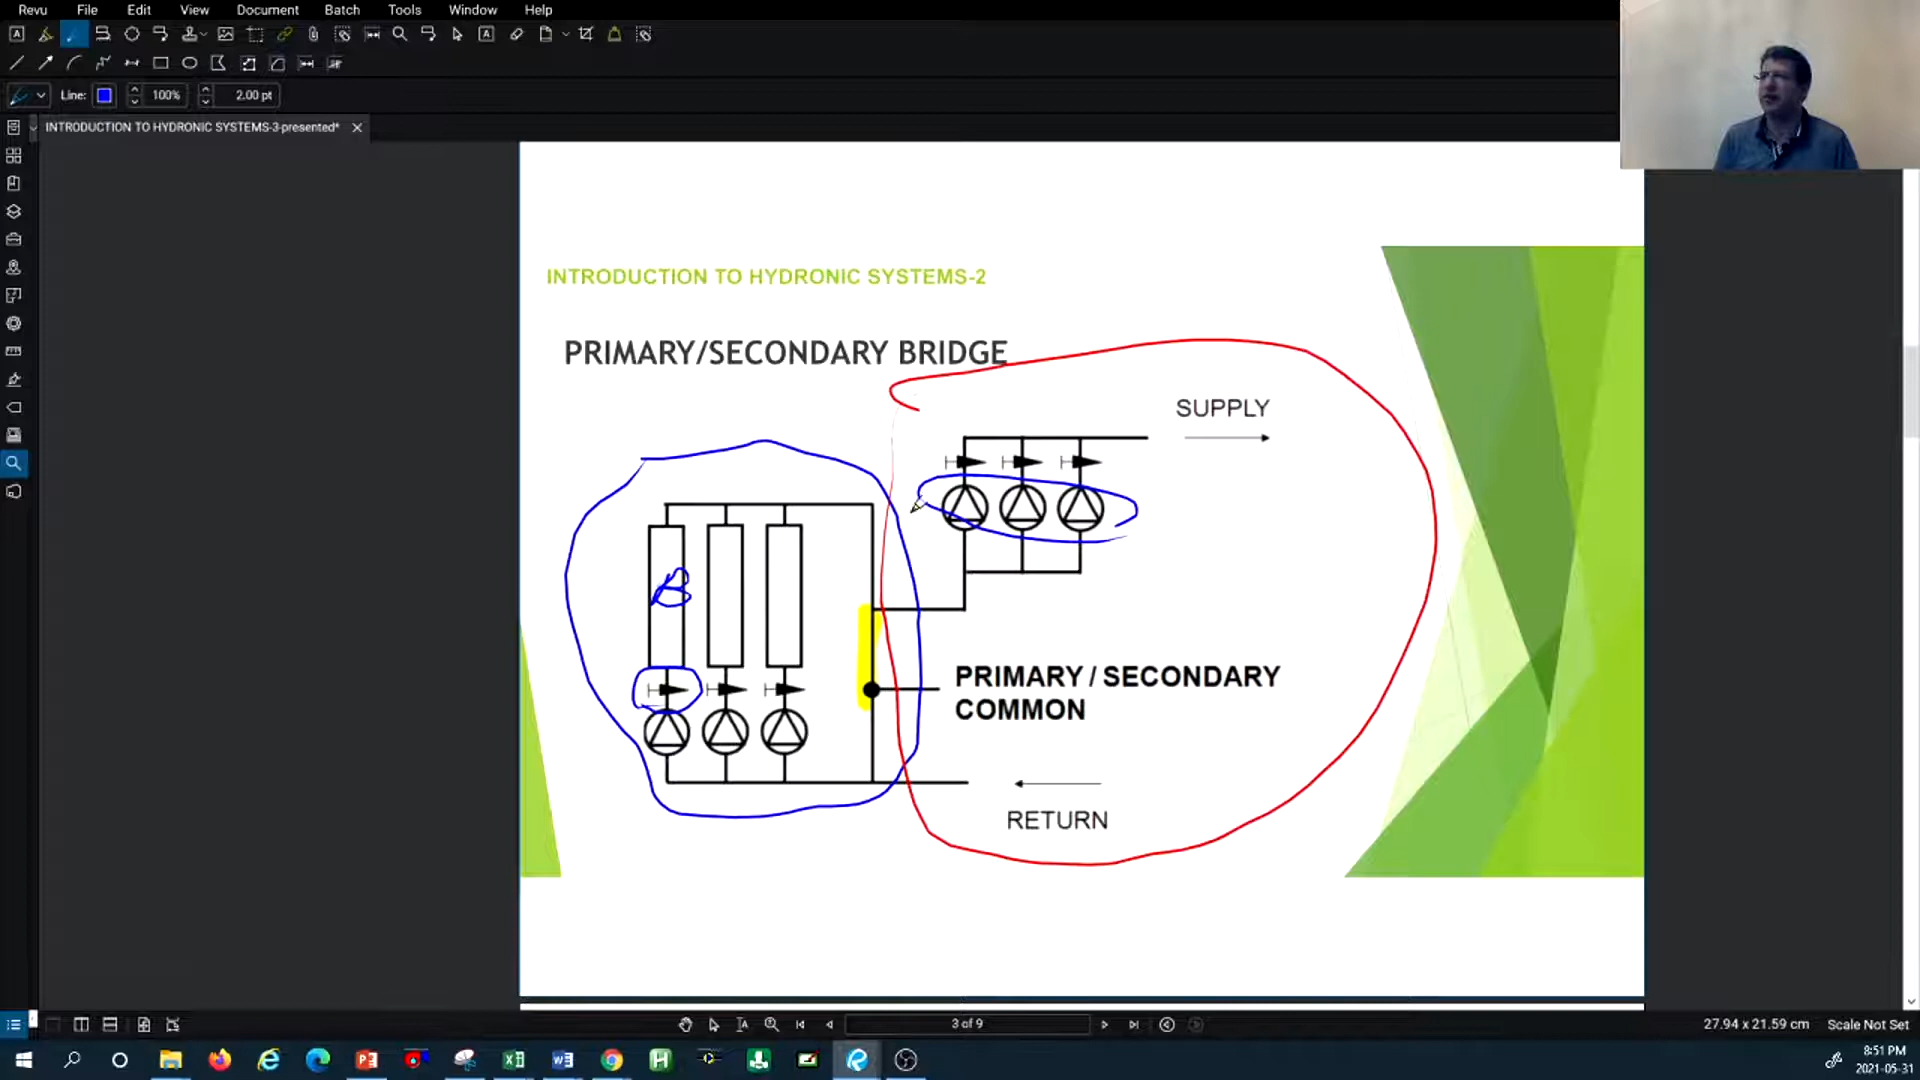 Revu File Edit View Document Batch Tools Window Help
Line: 100% 2.00 pt
INTRODUCTION TO HYDRONIC SYSTEMS-3-presented*
INTRODUCTION TO HYDRONIC SYSTEMS-2
PRIMARY/SECONDARY BRIDGE
SUPPLY
B
PRIMARY / SECONDARY
COMMON
RETURN
3 of 9
27.94 x 21.59 cm Scale Not Set
8:51 PM
2021-05-31